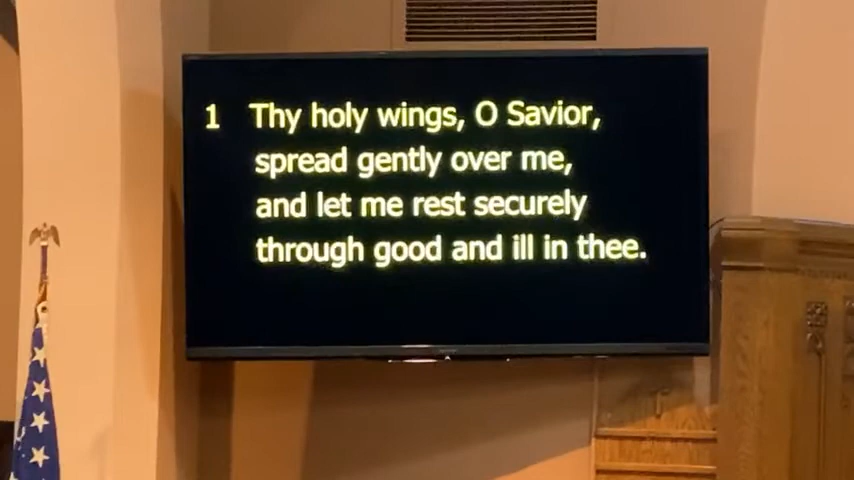 1 Thy holy wings, O Savior,
spread gently over me,
and let me rest securely
through good and ill in thee.